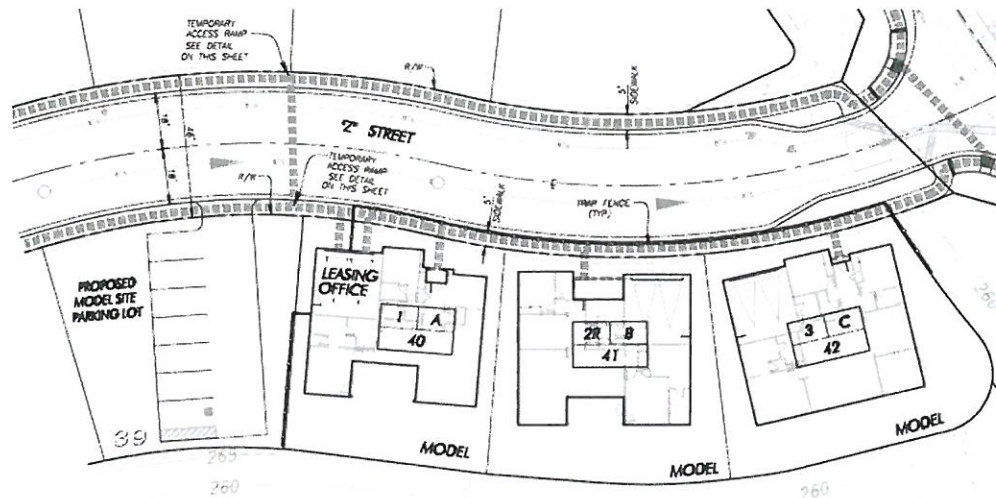 TEMPORARY
ACCESS RAMP
SEE DETAIL
ON THIS SHEET
R/W
5'
SIDEWALK
"Z" STREET
TEMPORARY
ACCESS RAMP
SEE DETAIL
ON THIS SHEET
R/W
5'
SIDEWALK
TRAP FENCE
(TYP)
PROPOSED
MODEL SITE
PARKING LOT
LEASING
OFFICE
1 A
40
2R B
41
3 C
42
39
MODEL
MODEL
MODEL
260
260
260